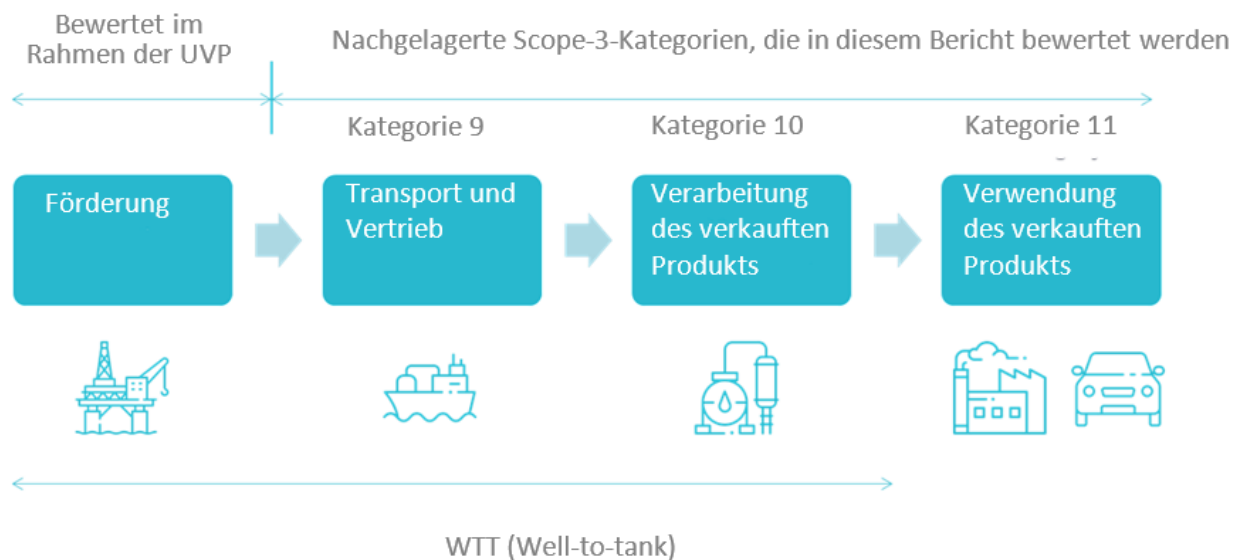 Bewertet im
Rahmen der UVP
Nachgelagerte Scope-3-Kategorien, die in diesem Bericht bewertet werden
Kategorie 9
Kategorie 10
Kategorie 11
Förderung
Transport und
Vertrieb
Verarbeitung
des verkauften
Produkts
Verwendung
des verkauften
Produkts
WTT (Well-to-tank)